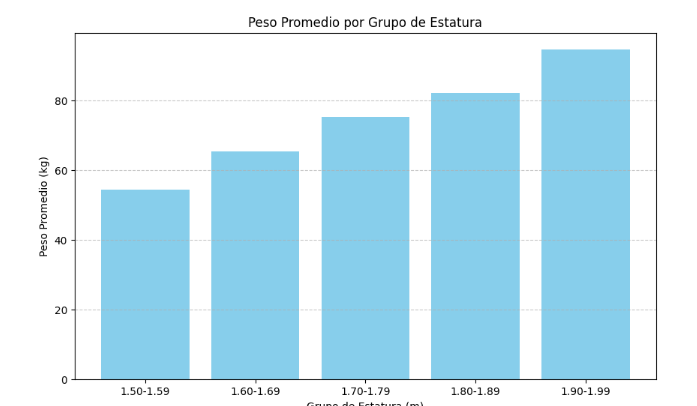 Peso Promedio por Grupo de Estatura
Peso Promedio (kg)
80
60
40
20
0
1.50-1.59 1.60-1.69 1.70-1.79 1.80-1.89 1.90-1.99
Grupo de Estatura (m)